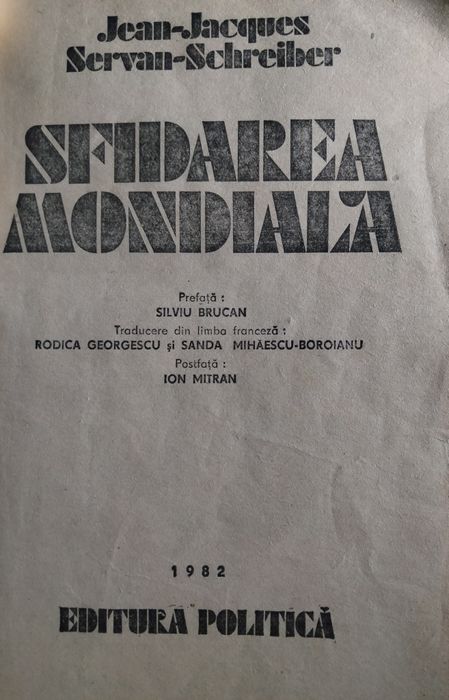 Jean-Jacques
Servan-Schreiber
SFIDAREA
MONDIALA
Prefață :
SILVIU BRUCAN
Traducere din limba franceză :
RODICA GEORGESCU și SANDA MIHĂESCU-BOROIANU
Postfață :
ION MITRAN
1982
EDITURA POLITICĂ